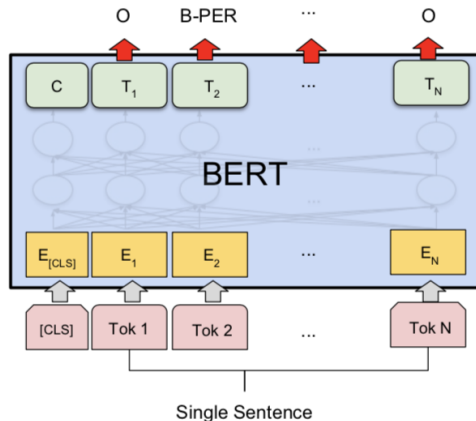 O B-PER ... O
C T1 T2 ... TN
...
BERT
...
E[CLS] E1 E2 ... EN
[CLS] Tok 1 Tok 2 ... Tok N
Single Sentence